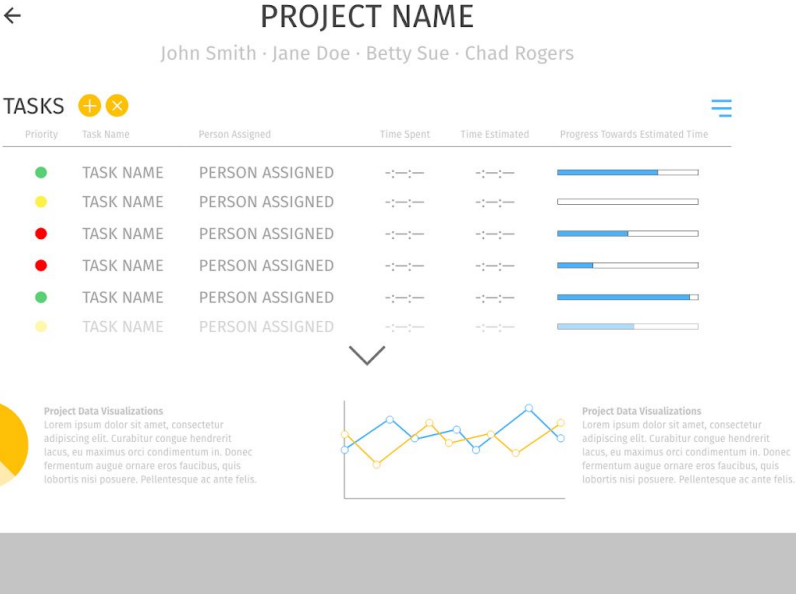 PROJECT NAME
John Smith · Jane Doe · Betty Sue · Chad Rogers
TASKS
Priority Task Name Person Assigned Time Spent Time Estimated Progress Towards Estimated Time
TASK NAME PERSON ASSIGNED -:--:-- -:--:--
TASK NAME PERSON ASSIGNED -:--:-- -:--:--
TASK NAME PERSON ASSIGNED -:--:-- -:--:--
TASK NAME PERSON ASSIGNED -:--:-- -:--:--
TASK NAME PERSON ASSIGNED -:--:-- -:--:--
TASK NAME PERSON ASSIGNED -:--:-- -:--:--
Project Data Visualizations
Lorem ipsum dolor sit amet, consectetur
adipiscing elit. Curabitur congue hendrerit
lacus, eu maximus orci condimentum in. Donec
fermentum augue ornare eros faucibus, quis
lobortis nisi posuere. Pellentesque ac ante felis.
Project Data Visualizations
Lorem ipsum dolor sit amet, consectetur
adipiscing elit. Curabitur congue hendrerit
lacus, eu maximus orci condimentum in. Donec
fermentum augue ornare eros faucibus, quis
lobortis nisi posuere. Pellentesque ac ante felis.